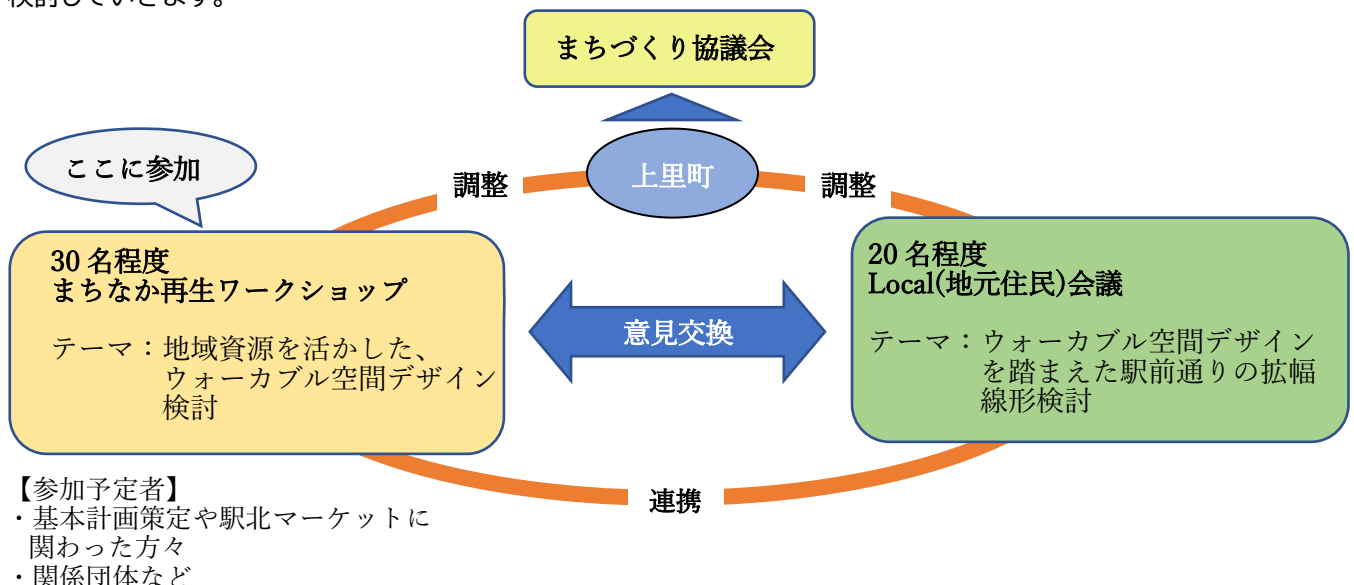 検討していきます。
まちづくり協議会
ここに参加
上里町
調整
調整
30 名程度
まちなか再生ワークショップ
テーマ：地域資源を活かした、
ウォーカブル空間デザイン
検討
意見交換
20 名程度
Local(地元住民)会議
テーマ：ウォーカブル空間デザイン
を踏まえた駅前通りの拡幅
線形検討
連携
【参加予定者】
・基本計画策定や駅北マーケットに
関わった方々
・関係団体など